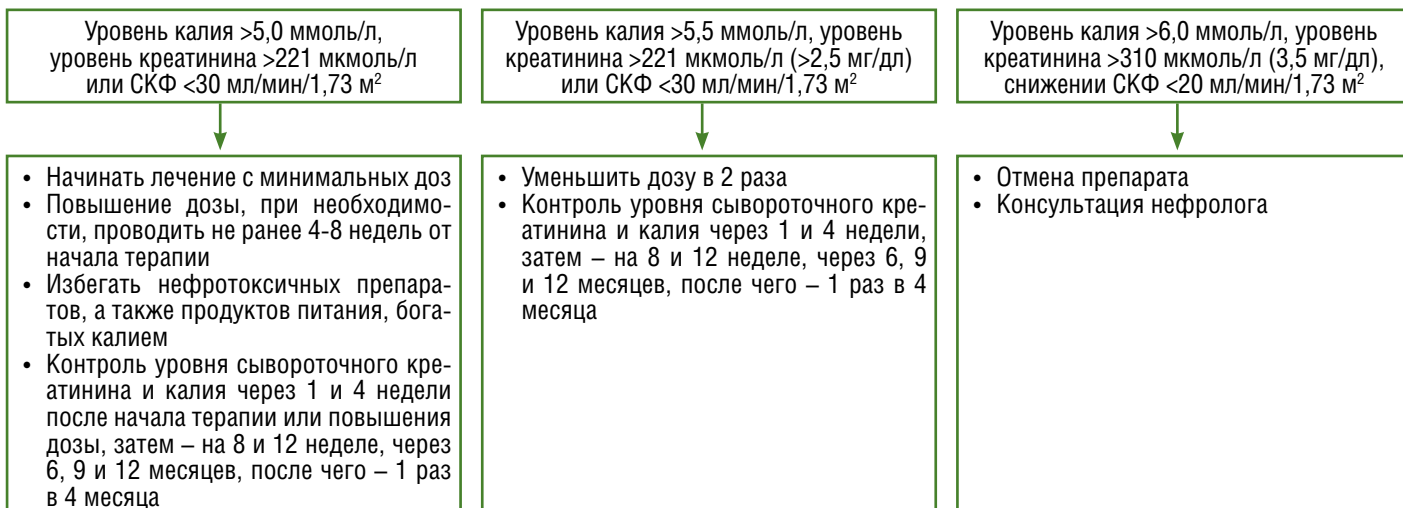 Уровень калия >5,0 ммоль/л,
уровень креатинина >221 мкмоль/л
или СКФ <30 мл/мин/1,73 м²
• Начинать лечение с минимальных доз
• Повышение дозы, при необходимо-
сти, проводить не ранее 4-8 недель от
начала терапии
• Избегать нефротоксичных препара-
тов, а также продуктов питания, бога-
тых калием
• Контроль уровня сывороточного кре-
атинина и калия через 1 и 4 недели
после начала терапии или повышения
дозы, затем – на 8 и 12 неделе, через
6, 9 и 12 месяцев, после чего – 1 раз
в 4 месяца
Уровень калия >5,5 ммоль/л, уровень
креатинина >221 мкмоль/л (>2,5 мг/дл)
или СКФ <30 мл/мин/1,73 м²
• Уменьшить дозу в 2 раза
• Контроль уровня сывороточного кре-
атинина и калия через 1 и 4 недели,
затем – на 8 и 12 неделе, через 6, 9
и 12 месяцев, после чего – 1 раз в 4
месяца
Уровень калия >6,0 ммоль/л, уровень
креатинина >310 мкмоль/л (3,5 мг/дл),
снижении СКФ <20 мл/мин/1,73 м²
• Отмена препарата
• Консультация нефролога